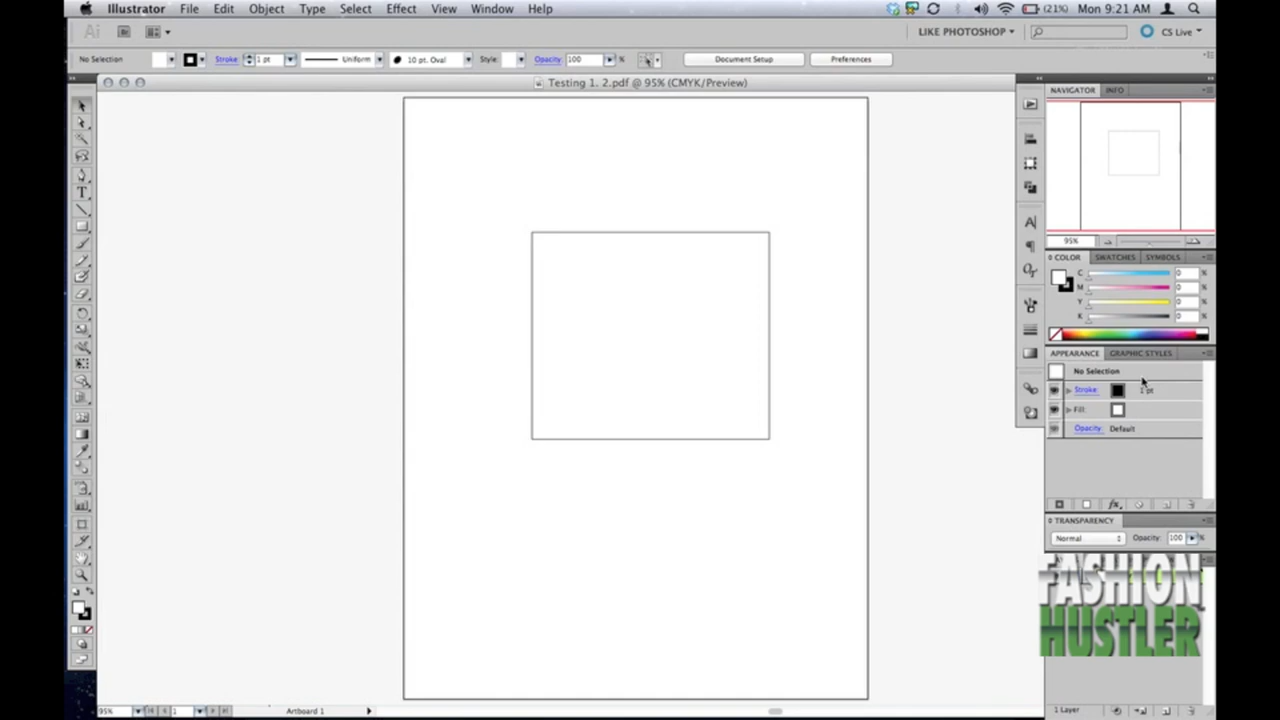 Illustrator File Edit Object Type Select Effect View Window Help (21%) Mon 9:21 AM
Ai LIKE PHOTOSHOP CS Live
No Selection Stroke: 1 pt Uniform 10 pt. Oval Style: Opacity: 100 % Document Setup Preferences
Testing 1. 2.pdf @ 95% (CMYK/Preview)
NAVIGATOR INFO
95%
COLOR SWATCHES SYMBOLS
C 0 %
M 0 %
Y 0 %
K 0 %
APPEARANCE GRAPHIC STYLES
No Selection
Stroke: 1 pt
Fill:
Opacity: Default
fx
TRANSPARENCY
Normal Opacity: 100 %
FASHION
HUSTLER
95% 1 Artboard 1 1 Layer